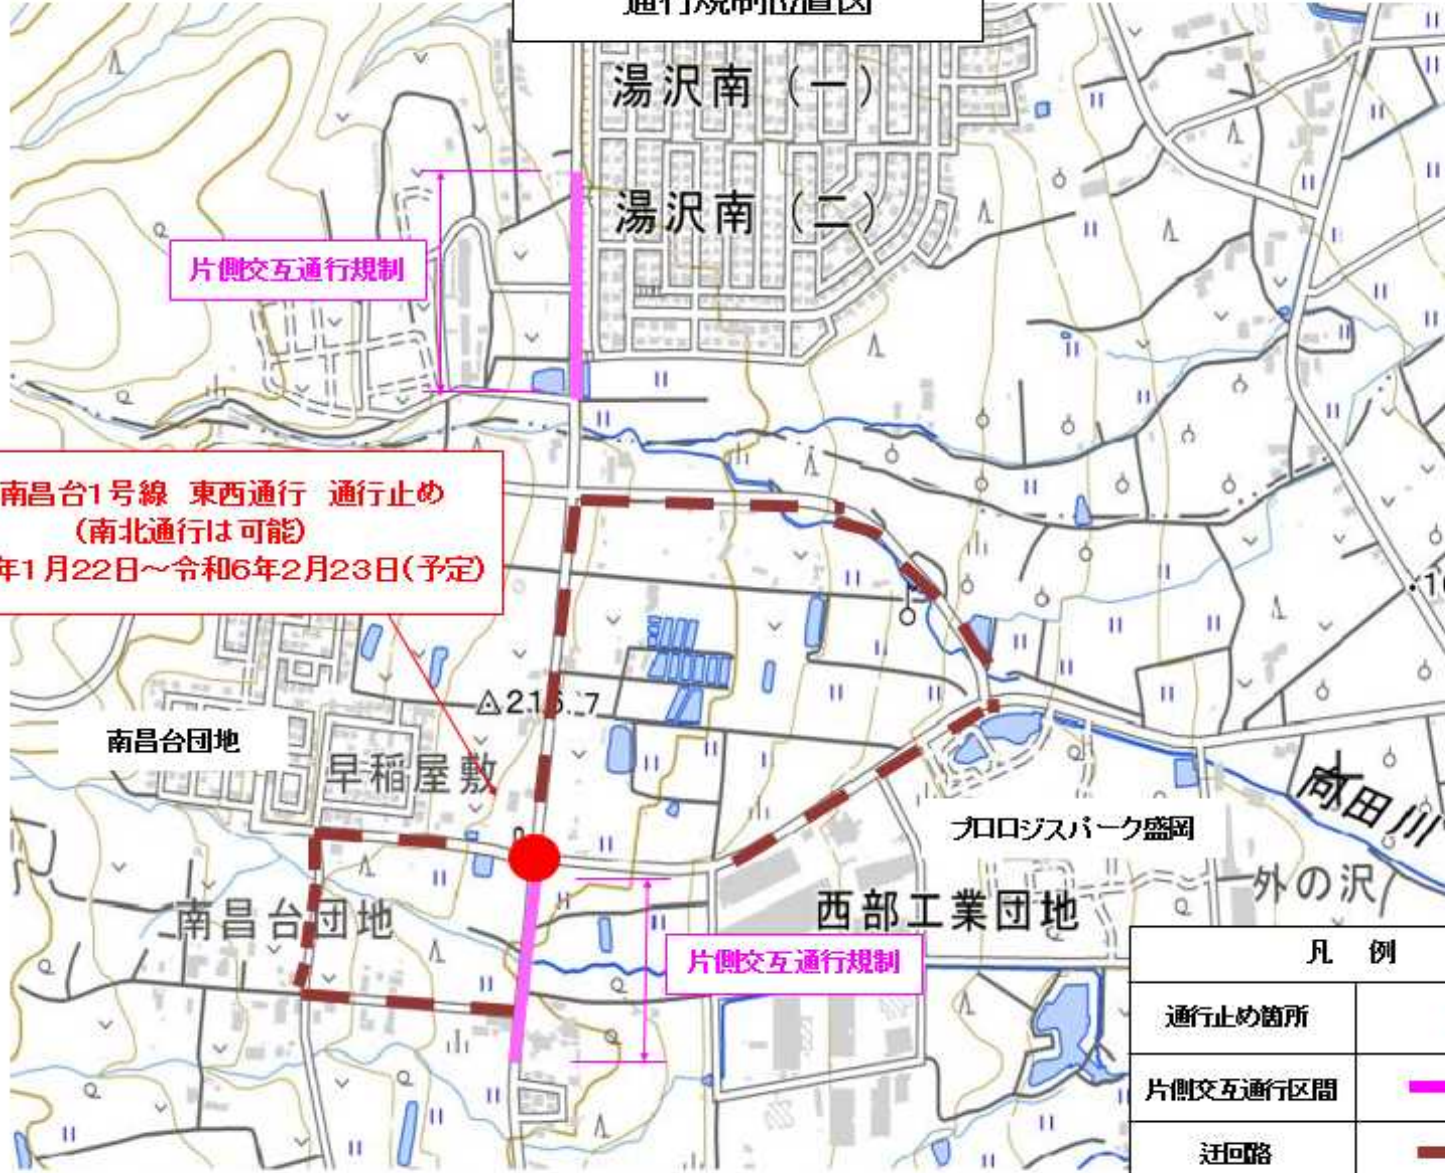 通行規制位置図
湯沢南（一）
湯沢南（二）
片側交互通行規制
南昌台1号線 東西通行 通行止め
(南北通行は可能)
年1月22日～令和6年2月23日(予定)
216.7
南昌台団地
早稲屋敷
プロロジスパーク盛岡
南昌台団地
西部工業団地
外の沢
片側交互通行規制
凡 例
通行止め箇所
片側交互通行区間
迂回路